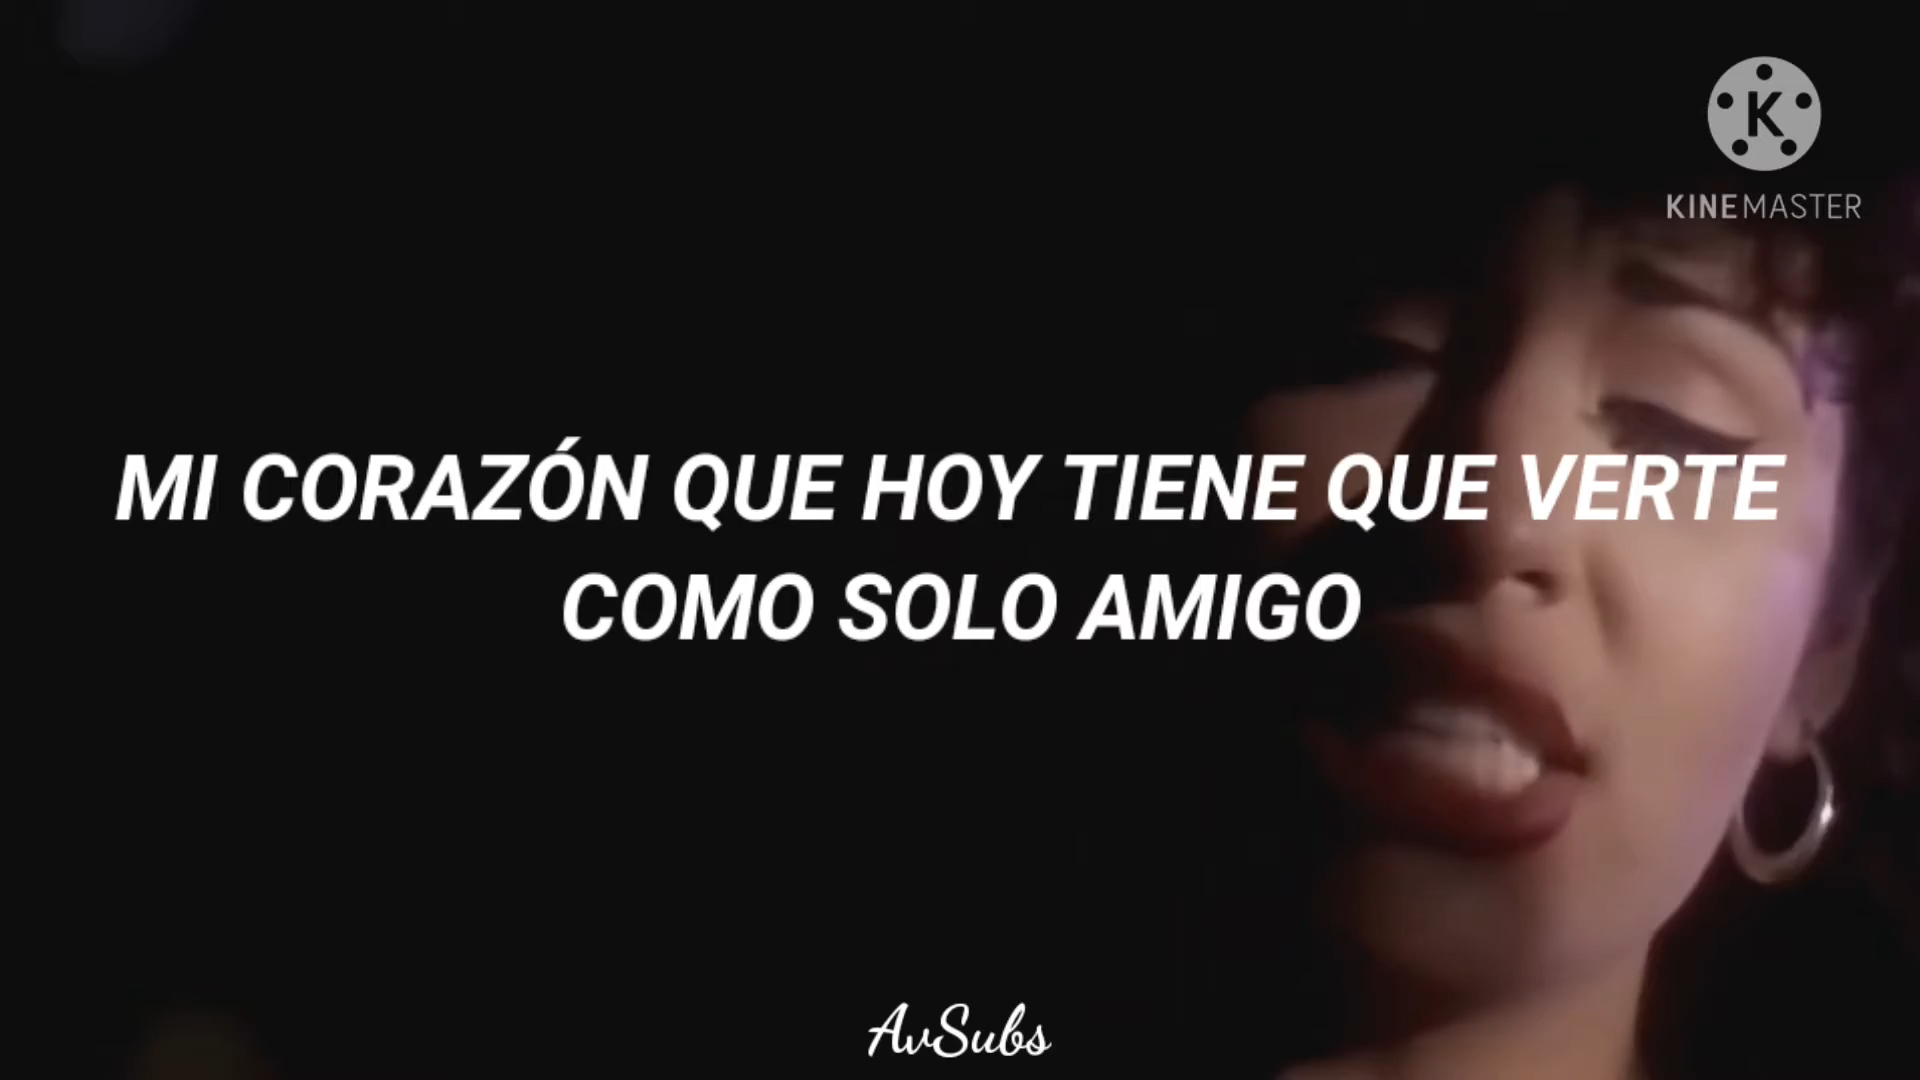 K
KINEMASTER
MI CORAZÓN QUE HOY TIENE QUE VERTE
COMO SOLO AMIGO
AvSubs